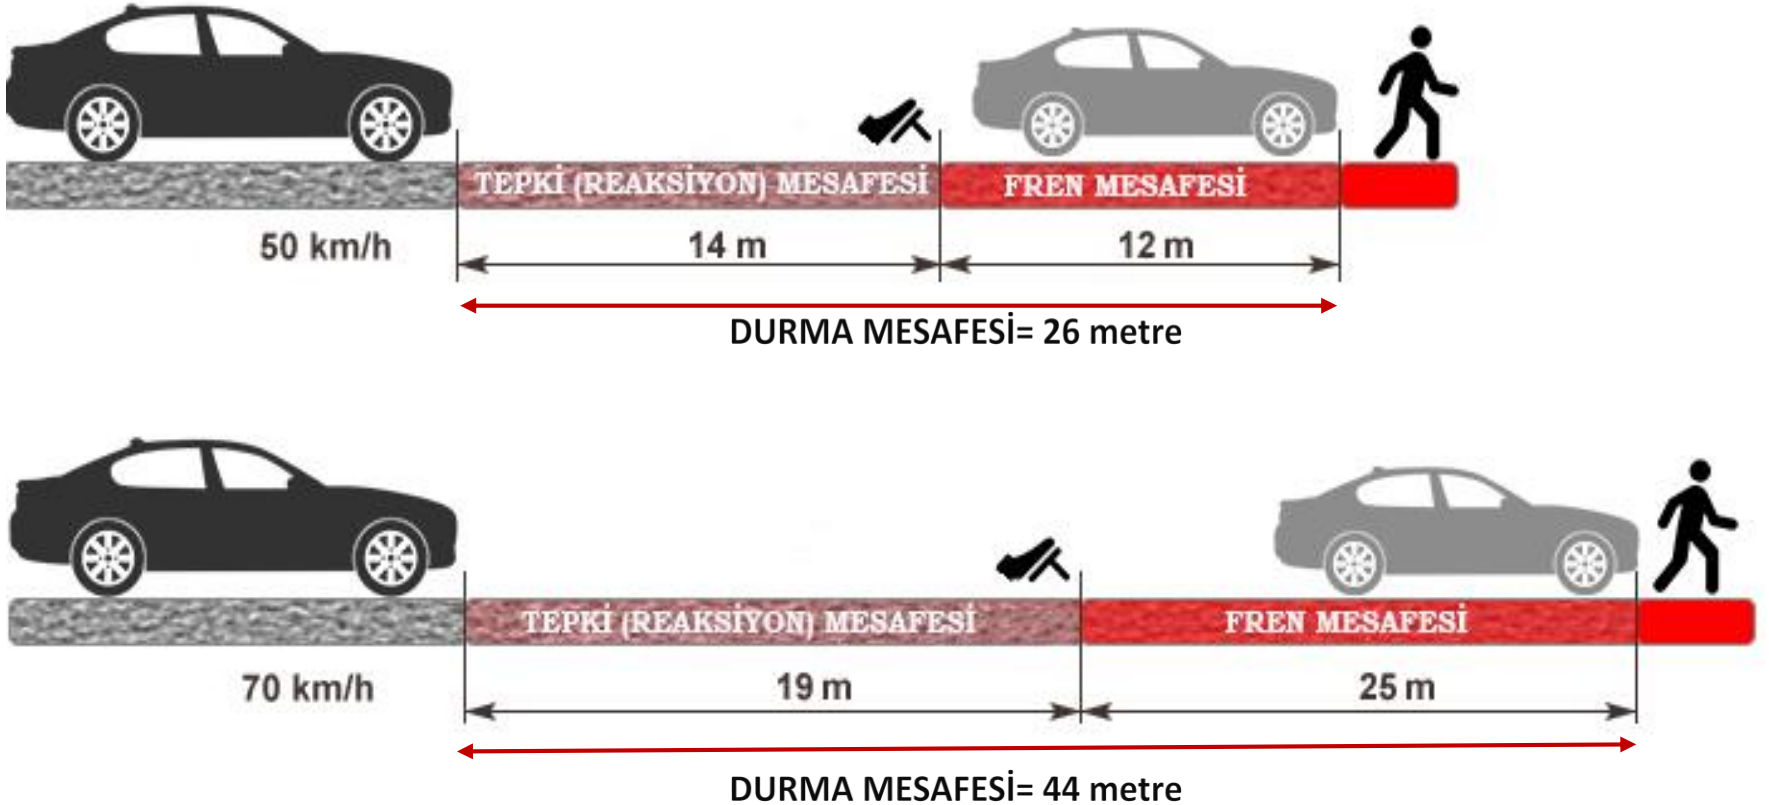 TEPKİ (REAKSİYON) MESAFESİ
FREN MESAFESİ
50 km/h
14 m
12 m
DURMA MESAFESİ= 26 metre
TEPKİ (REAKSİYON) MESAFESİ
FREN MESAFESİ
70 km/h
19 m
25 m
DURMA MESAFESİ= 44 metre